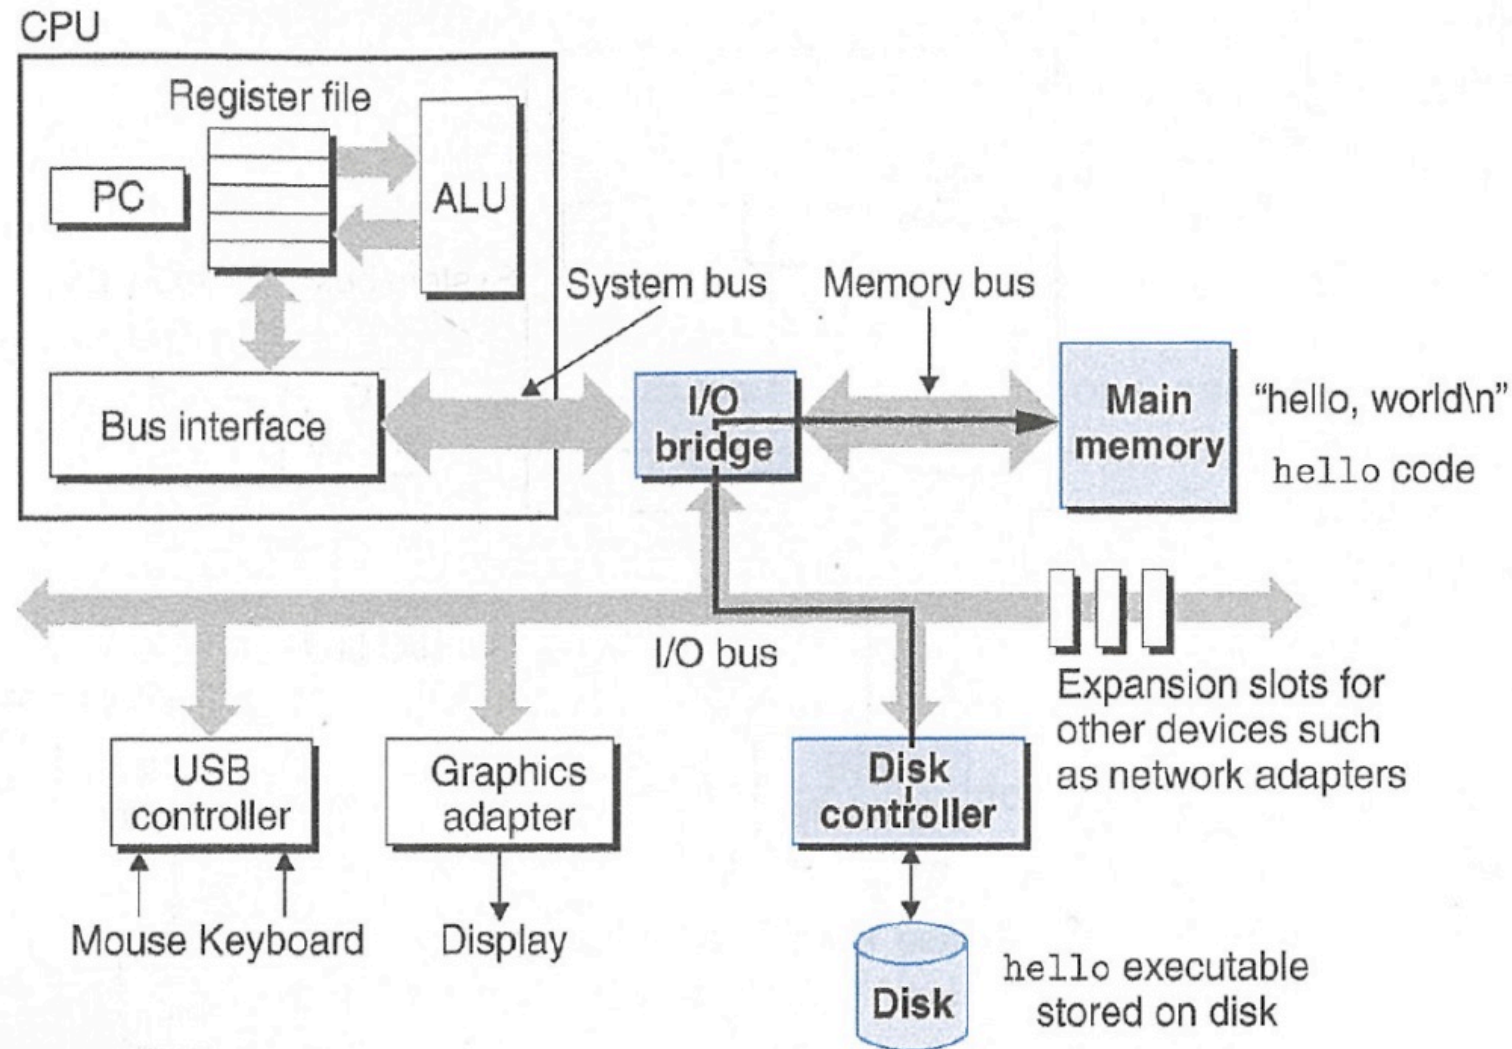 CPU
Register file
PC
ALU
System bus
Memory bus
Bus interface
I/O
bridge
Main
memory
"hello, world\n"
hello code
I/O bus
Expansion slots for
other devices such
as network adapters
USB
controller
Graphics
adapter
Disk
controller
Mouse Keyboard
Display
Disk
hello executable
stored on disk